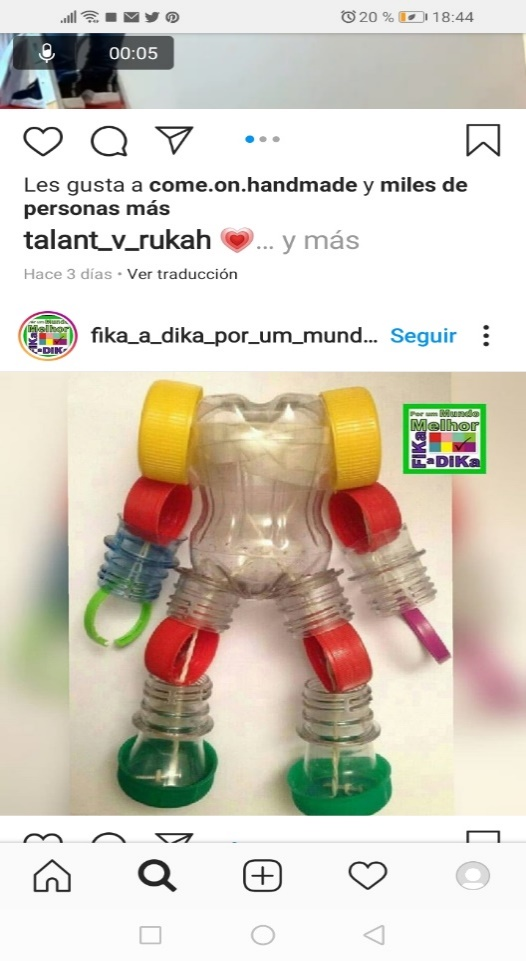 20 % 18:44
00:05
Les gusta a come.on.handmade y miles de
personas más
talant_v_rukah ... y más
Hace 3 días • Ver traducción
fika_a_dika_por_um_mund... Seguir
Por um Mundo
Melhor
FIKa
a DiKa